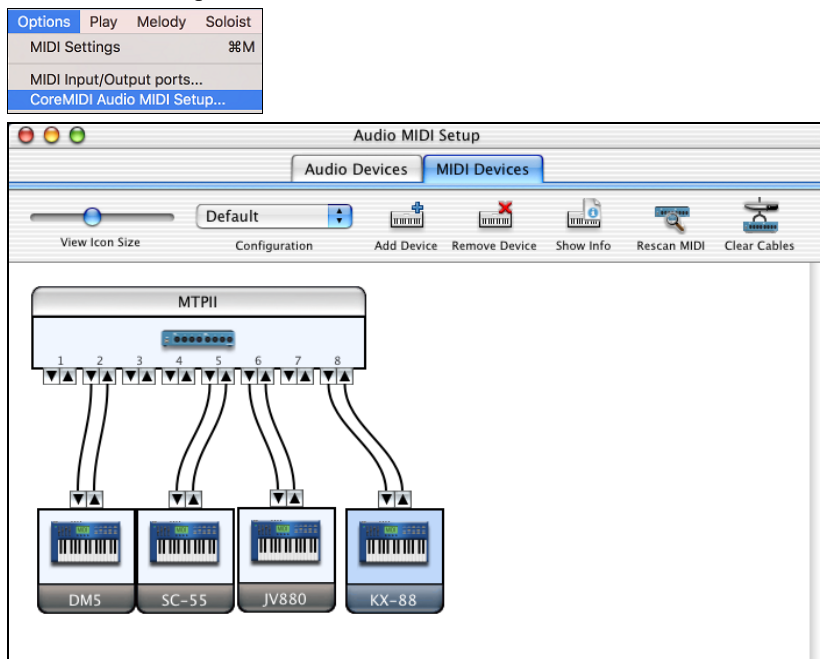 Options Play Melody Soloist
MIDI Settings ⌘M
MIDI Input/Output ports...
CoreMIDI Audio MIDI Setup...
Audio MIDI Setup
Audio Devices MIDI Devices
Default
View Icon Size Configuration Add Device Remove Device Show Info Rescan MIDI Clear Cables
MTPII
1 2 3 4 5 6 7 8
DM5 SC-55 JV880 KX-88